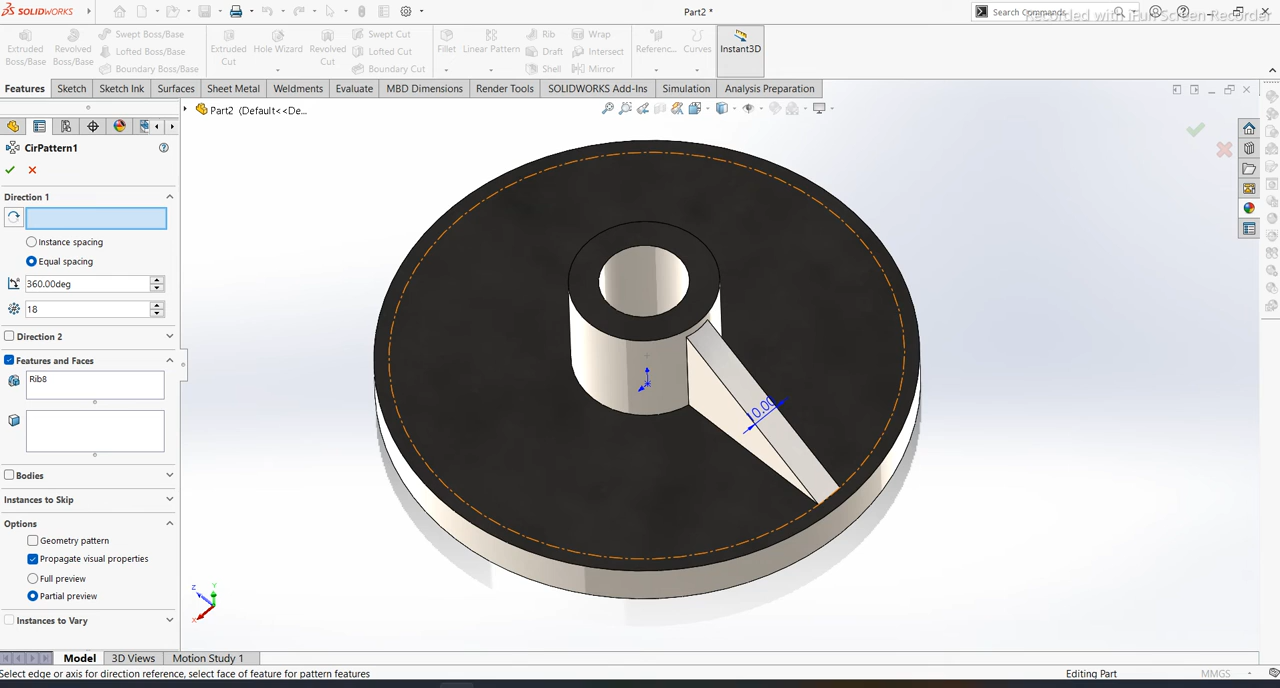 SOLIDWORKS
Part2 *
Search Commands
Recorded with iFun Screen Recorder
Extruded Boss/Base
Revolved Boss/Base
Swept Boss/Base
Lofted Boss/Base
Boundary Boss/Base
Extruded Cut
Hole Wizard
Revolved Cut
Swept Cut
Lofted Cut
Boundary Cut
Fillet
Linear Pattern
Rib
Draft
Shell
Wrap
Intersect
Mirror
Referenc...
Curves
Instant3D
Features
Sketch
Sketch Ink
Surfaces
Sheet Metal
Weldments
Evaluate
MBD Dimensions
Render Tools
SOLIDWORKS Add-Ins
Simulation
Analysis Preparation
Part2 (Default<<De...
CirPattern1
Direction 1
Instance spacing
Equal spacing
360.00deg
18
Direction 2
Features and Faces
Rib8
Bodies
Instances to Skip
Options
Geometry pattern
Propagate visual properties
Full preview
Partial preview
Instances to Vary
10.00
Z
Y
X
Model
3D Views
Motion Study 1
Select edge or axis for direction reference, select face of feature for pattern features
Editing Part
MMGS